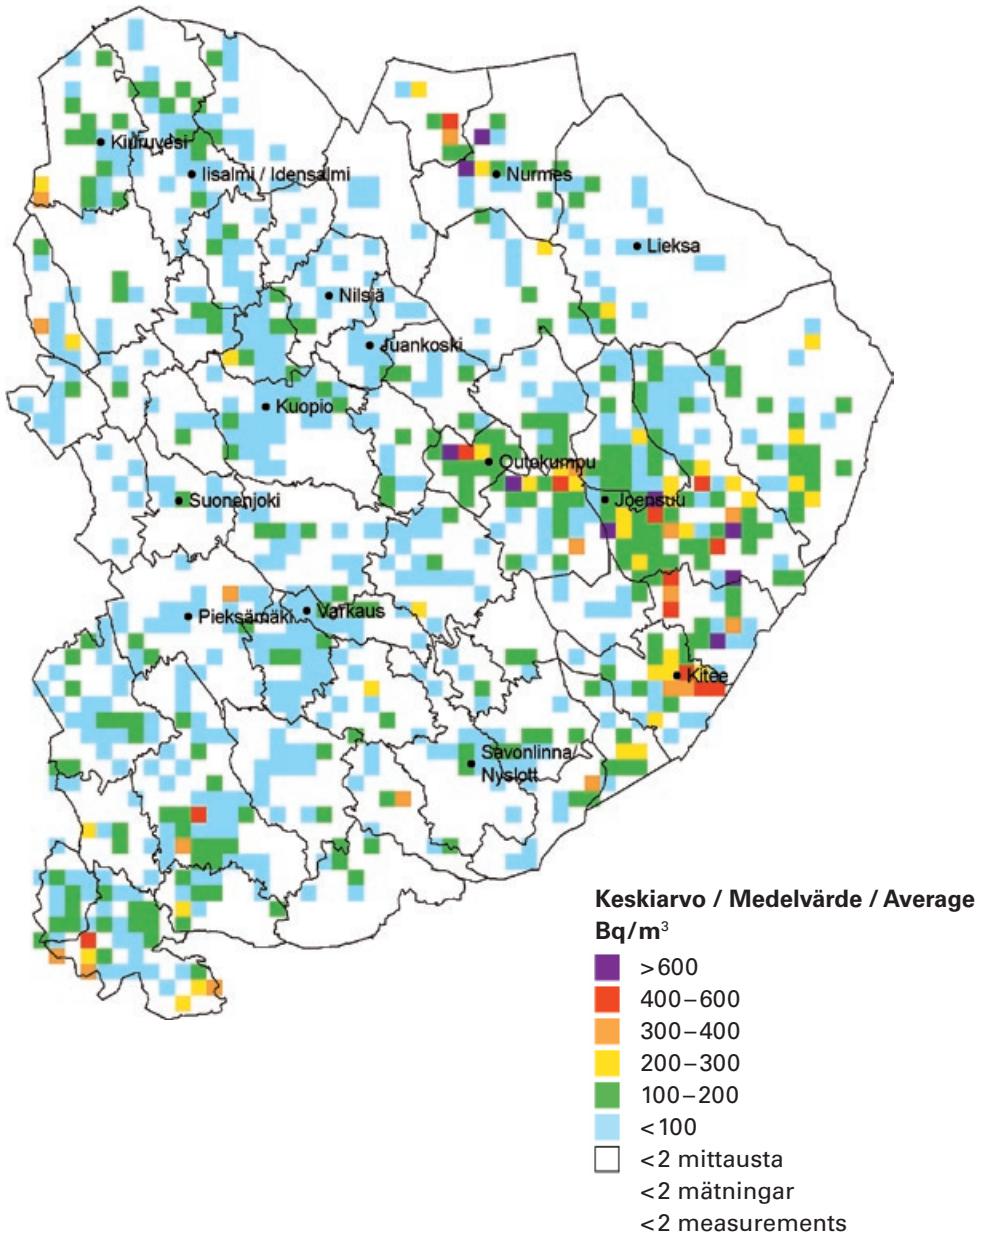 Kiuruvesi
Iisalmi / Idensalmi
Nurmes
Lieksa
Nilsiä
Juankoski
Kuopio
Outokumpu
Suonenjoki
Joensuu
Pieksämäki
Varkaus
Kitee
Savonlinna/
Nyslott
Keskiarvo / Medelvärde / Average
Bq/m³
>600
400–600
300–400
200–300
100–200
<100
<2 mittausta
<2 mätningar
<2 measurements